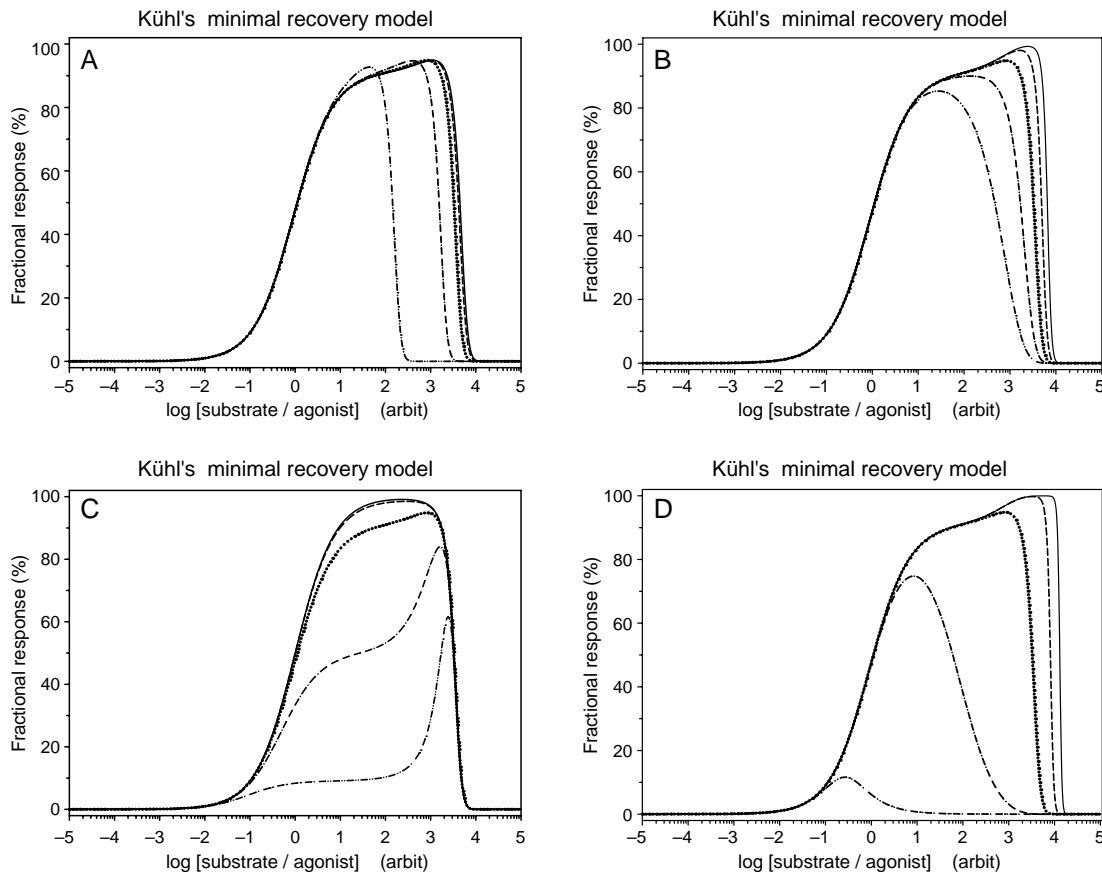 Kühl's minimal recovery model
A
Fractional response (%)
100
80
60
40
20
0
–5 –4 –3 –2 –1 0 1 2 3 4 5
log [substrate / agonist] (arbit)
Kühl's minimal recovery model
B
Fractional response (%)
100
80
60
40
20
0
–5 –4 –3 –2 –1 0 1 2 3 4 5
log [substrate / agonist] (arbit)
Kühl's minimal recovery model
C
Fractional response (%)
100
80
60
40
20
0
–5 –4 –3 –2 –1 0 1 2 3 4 5
log [substrate / agonist] (arbit)
Kühl's minimal recovery model
D
Fractional response (%)
100
80
60
40
20
0
–5 –4 –3 –2 –1 0 1 2 3 4 5
log [substrate / agonist] (arbit)